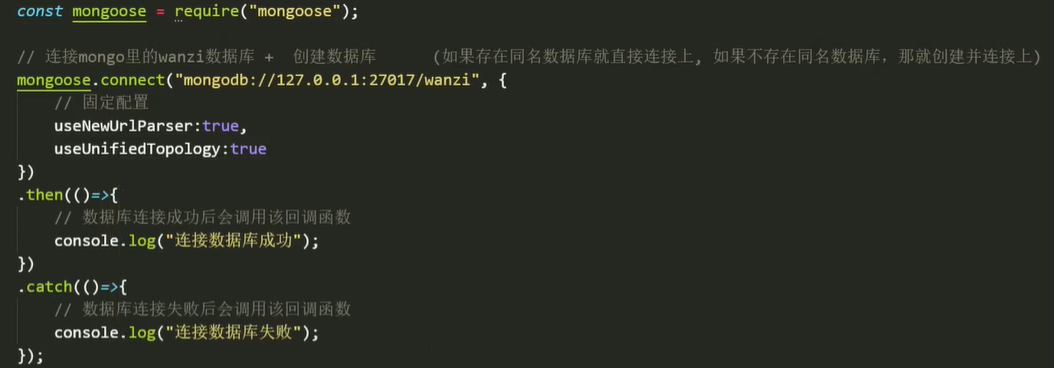 const mongoose = require("mongoose");
// 连接mongo里的wanzi数据库 + 创建数据库 (如果存在同名数据库就直接连接上, 如果不存在同名数据库, 那就创建并连接上)
mongoose.connect("mongodb://127.0.0.1:27017/wanzi", {
// 固定配置
useNewUrlParser:true,
useUnifiedTopology:true
})
.then(()=>{
// 数据库连接成功后会调用该回调函数
console.log("连接数据库成功");
})
.catch(()=>{
// 数据库连接失败后会调用该回调函数
console.log("连接数据库失败");
});